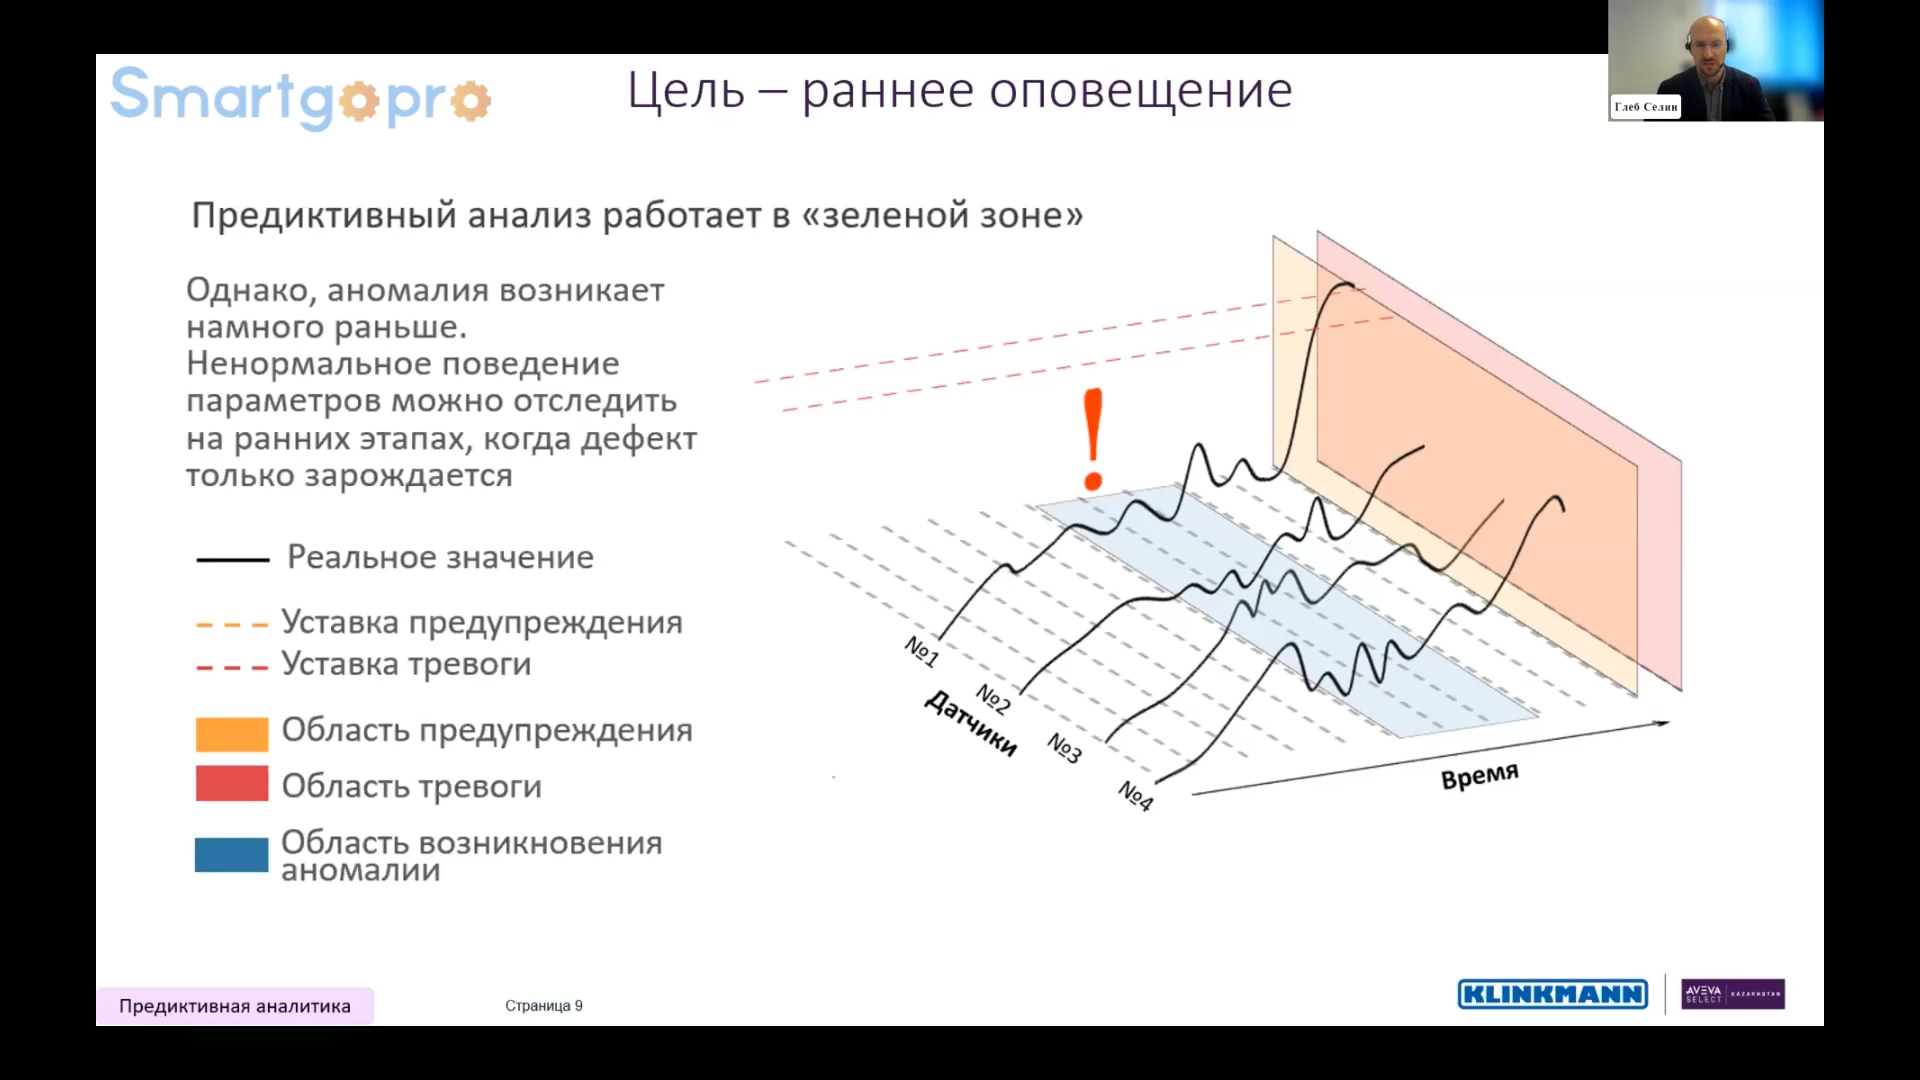 Smartgopro
Цель – раннее оповещение
Глеб Селин
Предиктивный анализ работает в «зеленой зоне»
Однако, аномалия возникает
намного раньше.
Ненормальное поведение
параметров можно отследить
на ранних этапах, когда дефект
только зарождается
Реальное значение
Уставка предупреждения
Уставка тревоги
Область предупреждения
Область тревоги
Область возникновения
аномалии
!
№1
№2
№3
№4
Датчики
Время
Предиктивная аналитика
Страница 9
KLINKMANN
AVEVA
SELECT
KAZAKHSTAN